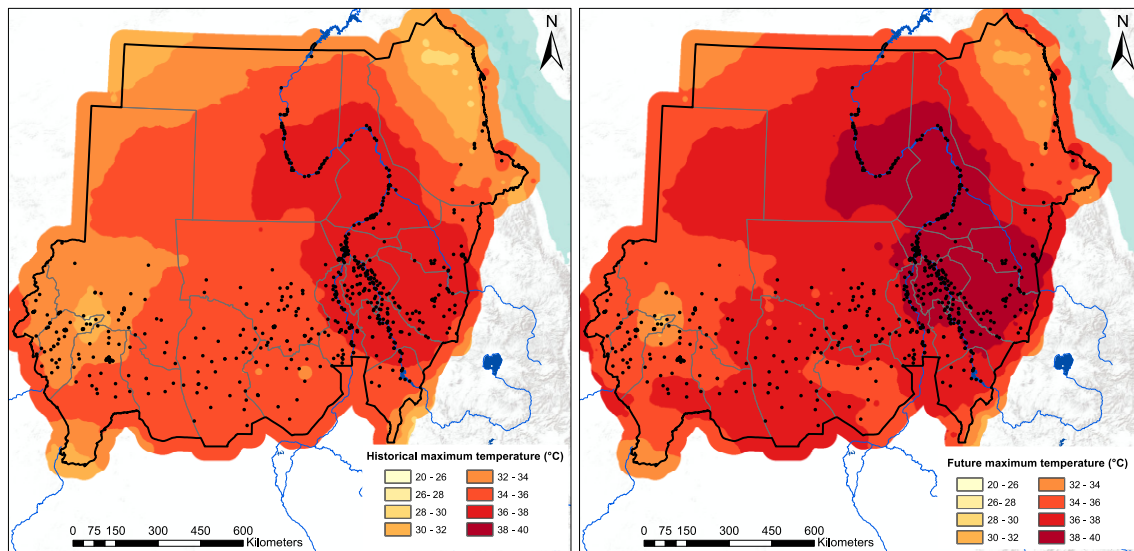 N
Historical maximum temperature (°C)
20 - 26
26 - 28
28 - 30
30 - 32
32 - 34
34 - 36
36 - 38
38 - 40
0 75 150 300 450 600
Kilometers
N
Future maximum temperature (°C)
20 - 26
26 - 28
28 - 30
30 - 32
32 - 34
34 - 36
36 - 38
38 - 40
0 75 150 300 450 600
Kilometers